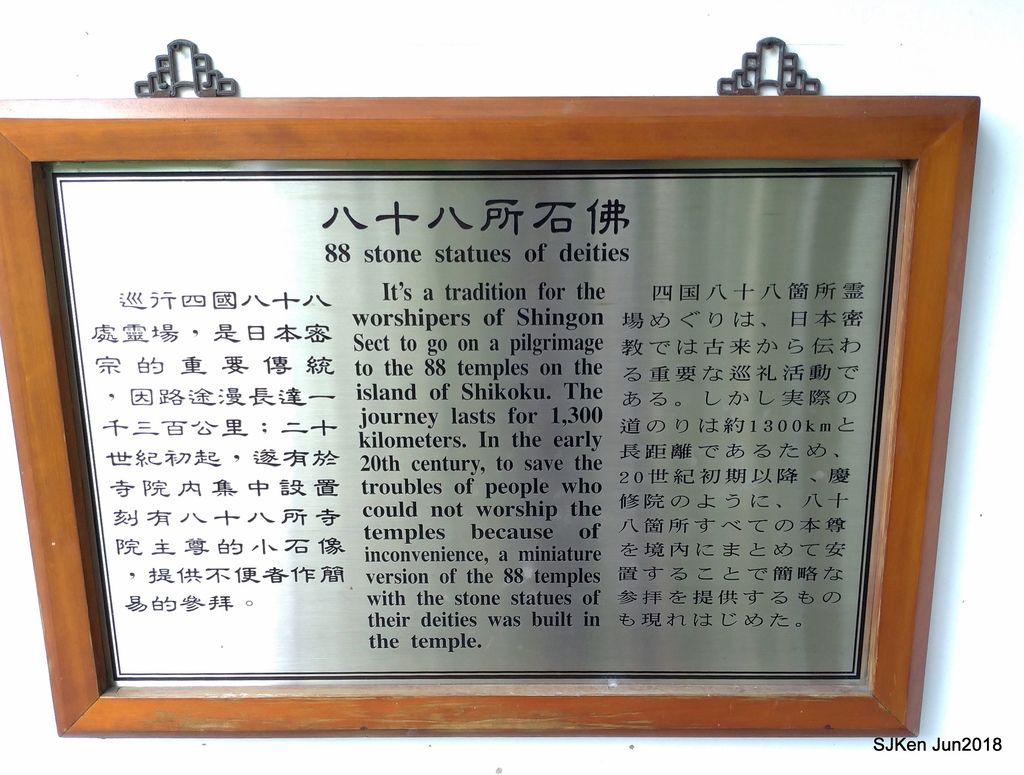 八十八所石佛
88 stone statues of deities
巡行四國八十八
處靈場，是日本密
宗的重要傳統
，因路途漫長達一
千三百公里；二十
世紀初起，遂有於
寺院內集中設置
刻有八十八所寺
院主尊的小石像
，提供不便者作簡
易的參拜。
It's a tradition for the
worshipers of Shingon
Sect to go on a pilgrimage
to the 88 temples on the
island of Shikoku. The
journey lasts for 1,300
kilometers. In the early
20th century, to save the
troubles of people who
could not worship the
temples because of
inconvenience, a miniature
version of the 88 temples
with the stone statues of
their deities was built in
the temple.
四国八十八箇所霊
場めぐりは、日本密
教では古来から伝わ
る重要な巡礼活動で
ある。しかし実際の
道のりは約1300kmと
長距離であるため、
20世紀初期以降、慶
修院のように、八十
八箇所すべての本尊
を境内にまとめて安
置することで簡略な
参拝を提供するもの
も現れはじめた。
SJKen Jun2018